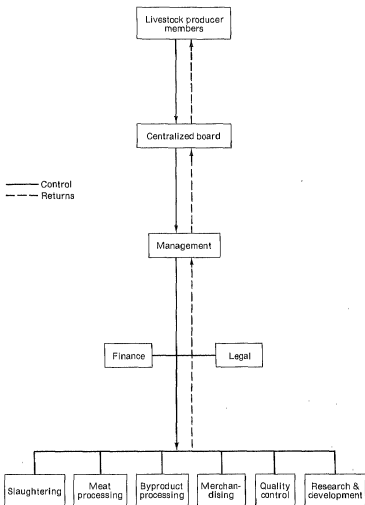 Livestock producer
members
Centralized board
Control
Returns
Management
Finance
Legal
Slaughtering
Meat
processing
Byproduct
processing
Merchan-
dising
Quality
control
Research &
development